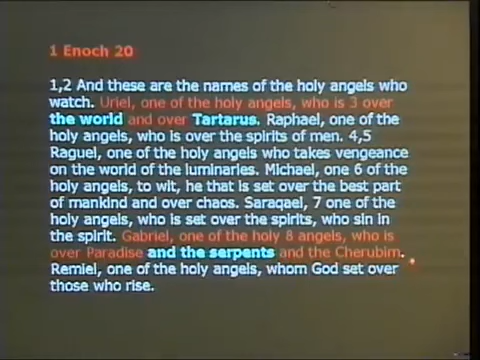 1 Enoch 20
1,2 And these are the names of the holy angels who
watch. Uriel, one of the holy angels, who is 3 over
the world and over Tartarus. Raphael, one of the
holy angels, who is over the spirits of men. 4,5
Raguel, one of the holy angels who takes vengeance
on the world of the luminaries. Michael, one 6 of the
holy angels, to wit, he that is set over the best part
of mankind and over chaos. Saraqael, 7 one of the
holy angels, who is set over the spirits, who sin in
the spirit. Gabriel, one of the holy 8 angels, who is
over Paradise and the serpents and the Cherubim.
Remiel, one of the holy angels, whom God set over
those who rise.